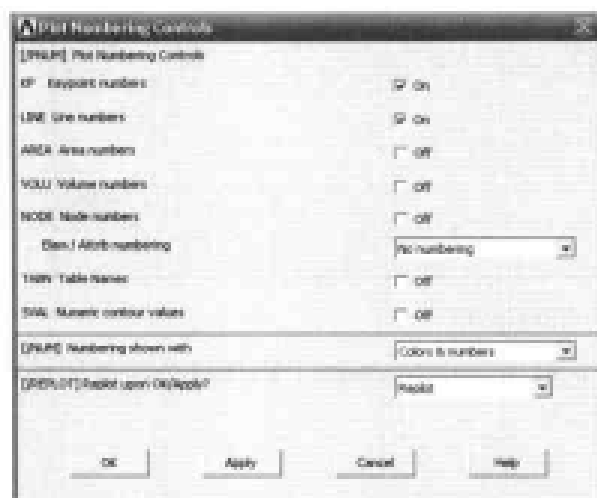 Plot Numbering Controls
[/PNUM] Plot Numbering Controls
KP Keypoint numbers On
LINE Line numbers On
AREA Area numbers Off
VOLU Volume numbers Off
NODE Node numbers Off
Elem / Attrib numbering No numbering
TABN Table Names Off
SVAL Numeric contour values Off
[/NUM] Numbering shown with Colors & numbers
[/REPLOT] Replot upon OK/Apply? Replot
OK Apply Cancel Help